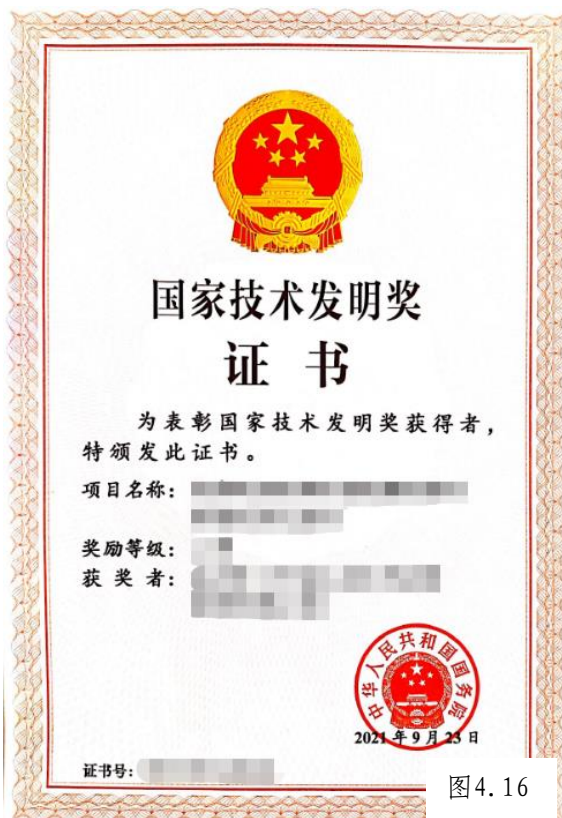 国家技术发明奖
证书
为表彰国家技术发明奖获得者，
特颁发此证书。
项目名称：
奖励等级：
获奖者：
中华人民共和国国务院
2021年9月23日
证书号：
图4.16